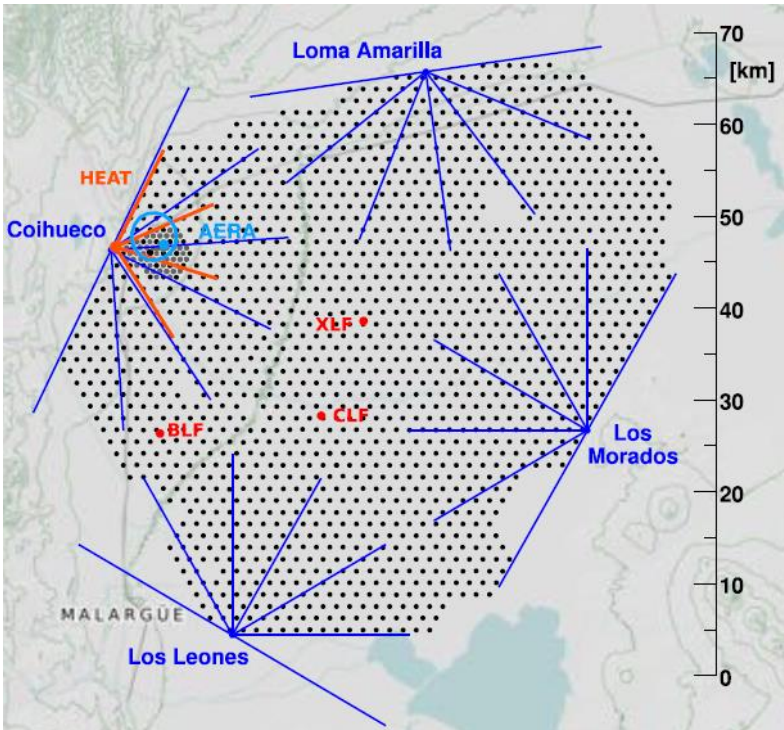 70
Loma Amarilla
[km]
60
HEAT
Coihueco
AERA
50
40
XLF
30
CLF
BLF
Los
Morados
20
10
MALARGÜE
Los Leones
0